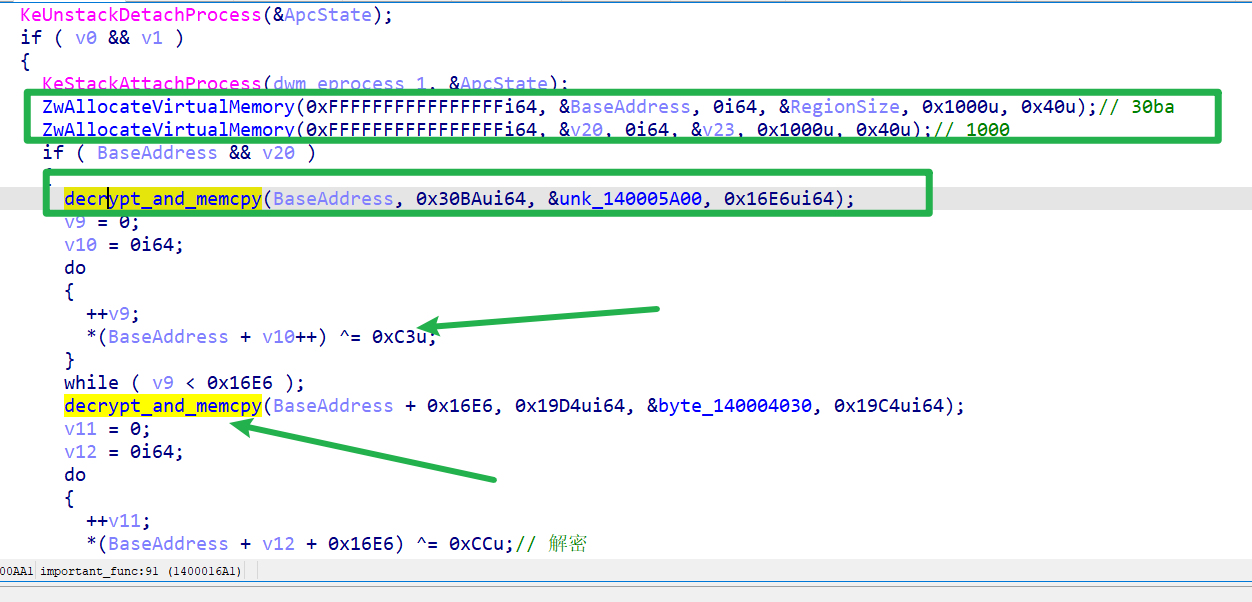 KeUnstackDetachProcess(&ApcState);
if ( v0 && v1 )
{
KeStackAttachProcess(dwm_eprocess_1, &ApcState);
ZwAllocateVirtualMemory(0xFFFFFFFFFFFFFFFFi64, &BaseAddress, 0i64, &RegionSize, 0x1000u, 0x40u);// 30ba
ZwAllocateVirtualMemory(0xFFFFFFFFFFFFFFFFi64, &v20, 0i64, &v23, 0x1000u, 0x40u);// 1000
if ( BaseAddress && v20 )
decrypt_and_memcpy(BaseAddress, 0x30BAui64, &unk_140005A00, 0x16E6ui64);
v9 = 0;
v10 = 0i64;
do
{
++v9;
*(BaseAddress + v10++) ^= 0xC3u;
}
while ( v9 < 0x16E6 );
decrypt_and_memcpy(BaseAddress + 0x16E6, 0x19D4ui64, &byte_140004030, 0x19C4ui64);
v11 = 0;
v12 = 0i64;
do
{
++v11;
*(BaseAddress + v12 + 0x16E6) ^= 0xCCu;// 解密
00AA1 important_func:91 (1400016A1)